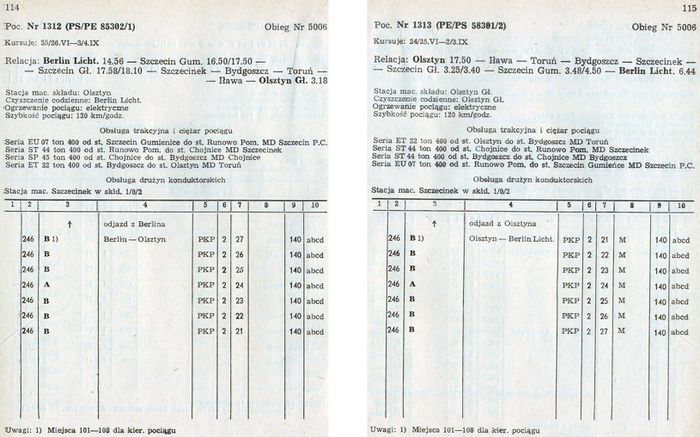 114
Poc. Nr 1312 (PS/PE 85302/1) Obieg Nr 5006
Kursuje: 25/26.VI—3/4.IX
Relacja: Berlin Licht. 14.56 — Szczecin Gum. 16.50/17.50 —
— Szczecin Gł. 17.58/18.10 — Szczecinek — Bydgoszcz — Toruń —
— Iława — Olsztyn Gł. 3.18
Stacja mac. składu: Olsztyn
Czyszczenie codzienne: Berlin Licht.
Ogrzewanie pociągu: elektryczne
Szybkość pociągu: 120 km/godz.
Obsługa trakcyjna i ciężar pociągu
Seria EU 07 ton 400 od st. Szczecin Gumieńce do st. Runowo Pom. MD Szczecin P.C.
Seria ST 44 ton 400 od st. Runowo Pom. do st. Chojnice MD Szczecinek
Seria SP 45 ton 400 od st. Chojnice do st. Bydgoszcz MD Chojnice
Seria ET 22 ton 400 od st. Bydgoszcz do st. Olsztyn MD Toruń
Obsługa drużyn konduktorskich
Stacja mac. Szczecinek w skłd. 1/0/2
1 2 3 4 5 6 7 8 9 10
↑ odjazd z Berlina
246 B 1) Berlin — Olsztyn PKP 2 27 140 abcd
246 B PKP 2 26 140 abcd
246 B PKP 2 25 140 abcd
246 A PKP 2 24 140 abcd
246 B PKP 2 23 140 abcd
246 B PKP 2 22 140 abcd
246 B PKP 2 21 140 abcd
Uwagi: 1) Miejsca 101—108 dla kier. pociągu
115
Poc. Nr 1313 (PE/PS 58301/2) Obieg Nr 5006
Kursuje: 24/25.VI—2/3.IX
Relacja: Olsztyn 17.50 — Iława — Toruń — Bydgoszcz — Szczecinek —
— Szczecin Gł. 3.25/3.40 — Szczecin Gum. 3.48/4.50 — Berlin Licht. 6.44
Stacja mac. składu: Olsztyn Gł.
Czyszczenie codzienne: Olsztyn Gł.
Ogrzewanie pociągu: elektryczne
Szybkość pociągu: 120 km/godz.
Obsługa trakcyjna i ciężar pociągu
Seria ET 22 ton 400 od st. Olsztyn do st. Bydgoszcz MD Toruń
Seria ST 44 ton 400 od st. Chojnice do st. Runowo Pom. MD Szczecinek
Seria ST 44 ton 400 od st. Bydgoszcz do st. Chojnice MD Bydgoszcz
Seria EU 07 ton 400 od st. Runowo Pom. do st. Szczecin Gumieńce MD Szczecin P.C.
Obsługa drużyn konduktorskich
Stacja mac. Szczecinek w skłd. 1/0/2
1 2 3 4 5 6 7 8 9 10
↑ odjazd z Olsztyna
246 B 1) Olsztyn — Berlin Licht. PKP 2 21 M 140 abcd
246 B PKP 2 22 M 140 abcd
246 B PKP 2 23 M 140 abcd
246 A PKP 2 24 M 140 abcd
246 B PKP 2 25 M 140 abcd
246 B PKP 2 26 M 140 abcd
246 B PKP 2 27 M 140 abcd
Uwagi: 1) Miejsca 101—108 dla kier. pociągu